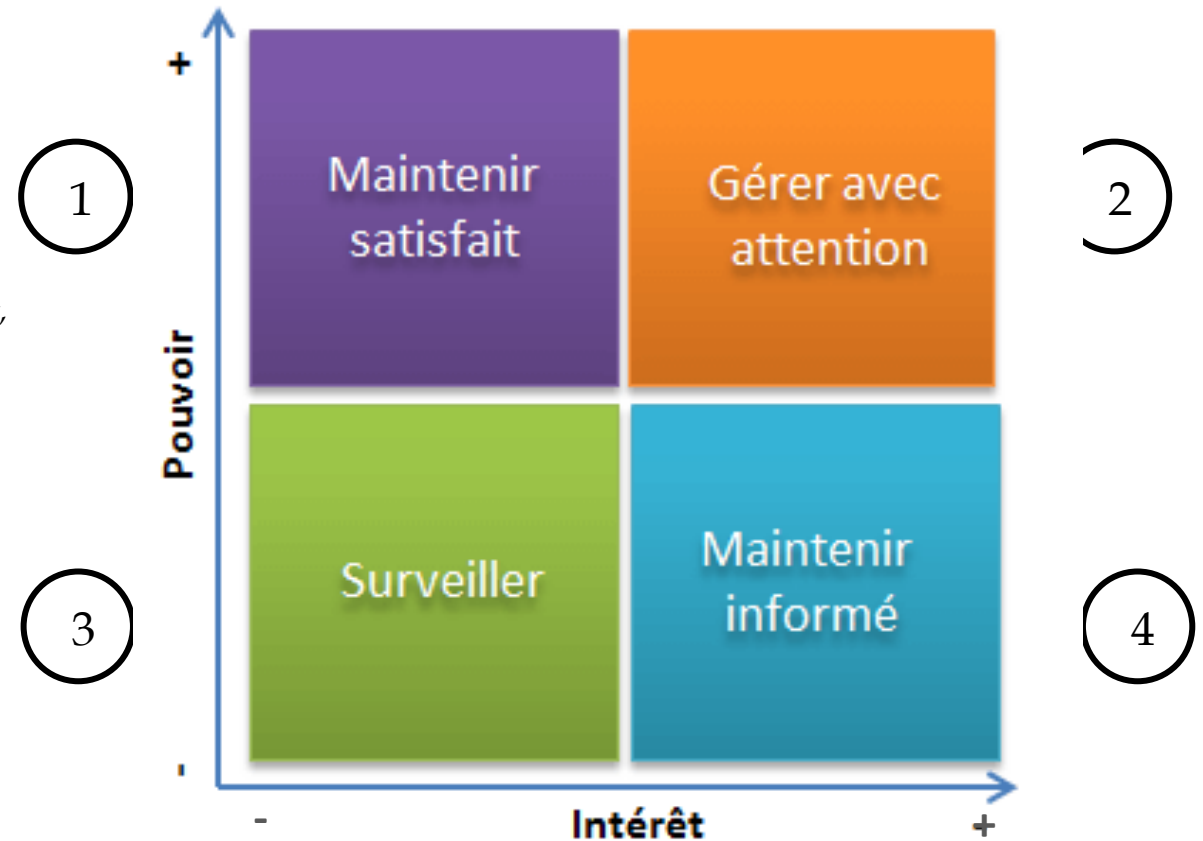 +
Maintenir
satisfait
Gérer avec
attention
1
2
,
Pouvoir
Surveiller
Maintenir
informé
3
4
-
-
Intérêt
+